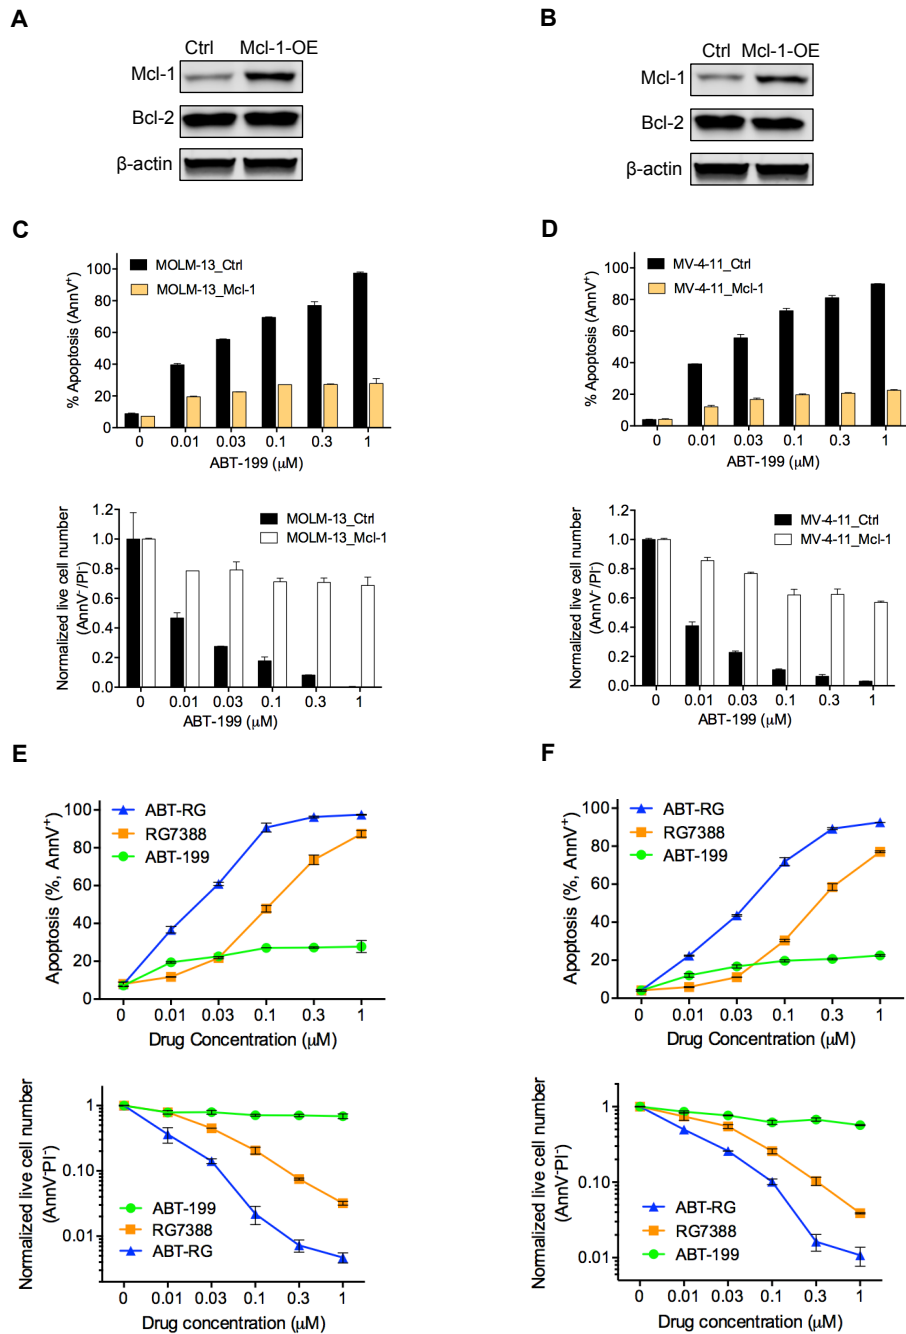 A
Ctrl Mcl-1-OE
Mcl-1
Bcl-2
β-actin
B
Ctrl Mcl-1-OE
Mcl-1
Bcl-2
β-actin
C
MOLM-13_Ctrl
MOLM-13_Mcl-1
% Apoptosis (AnnV⁺)
100
80
60
40
20
0
0 0.01 0.03 0.1 0.3 1
ABT-199 (μM)
MOLM-13_Ctrl
MOLM-13_Mcl-1
Normalized live cell number
(AnnV⁻/PI⁻)
1.2
1.0
0.8
0.6
0.4
0.2
0.0
0 0.01 0.03 0.1 0.3 1
ABT-199 (μM)
D
MV-4-11_Ctrl
MV-4-11_Mcl-1
% Apoptosis (AnnV⁺)
100
80
60
40
20
0
0 0.01 0.03 0.1 0.3 1
ABT-199 (μM)
MV-4-11_Ctrl
MV-4-11_Mcl-1
Normalized live cell number
(AnnV⁻/PI⁻)
1.2
1.0
0.8
0.6
0.4
0.2
0.0
0 0.01 0.03 0.1 0.3 1
ABT-199 (μM)
E
ABT-RG
RG7388
ABT-199
Apoptosis (%, AnnV⁺)
100
80
60
40
20
0
0 0.01 0.03 0.1 0.3 1
Drug Concentration (μM)
Normalized live cell number
(AnnV⁻PI⁻)
1
0.10
0.01
ABT-199
RG7388
ABT-RG
0 0.01 0.03 0.1 0.3 1
Drug concentration (μM)
F
ABT-RG
RG7388
ABT-199
Apoptosis (%, AnnV⁺)
100
80
60
40
20
0
0 0.01 0.03 0.1 0.3 1
Drug Concentration (μM)
Normalized live cell number
(AnnV⁻PI⁻)
1
0.10
0.01
ABT-RG
RG7388
ABT-199
0 0.01 0.03 0.1 0.3 1
Drug concentration (μM)